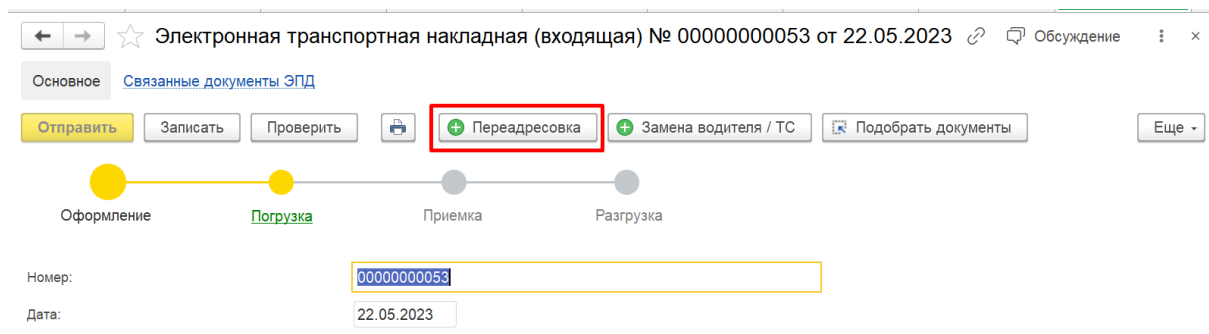 Электронная транспортная накладная (входящая) № 00000000053 от 22.05.2023 Обсуждение
Основное Связанные документы ЭПД
Отправить Записать Проверить Переадресовка Замена водителя / ТС Подобрать документы Еще
Оформление Погрузка Приемка Разгрузка
Номер: 00000000053
Дата: 22.05.2023